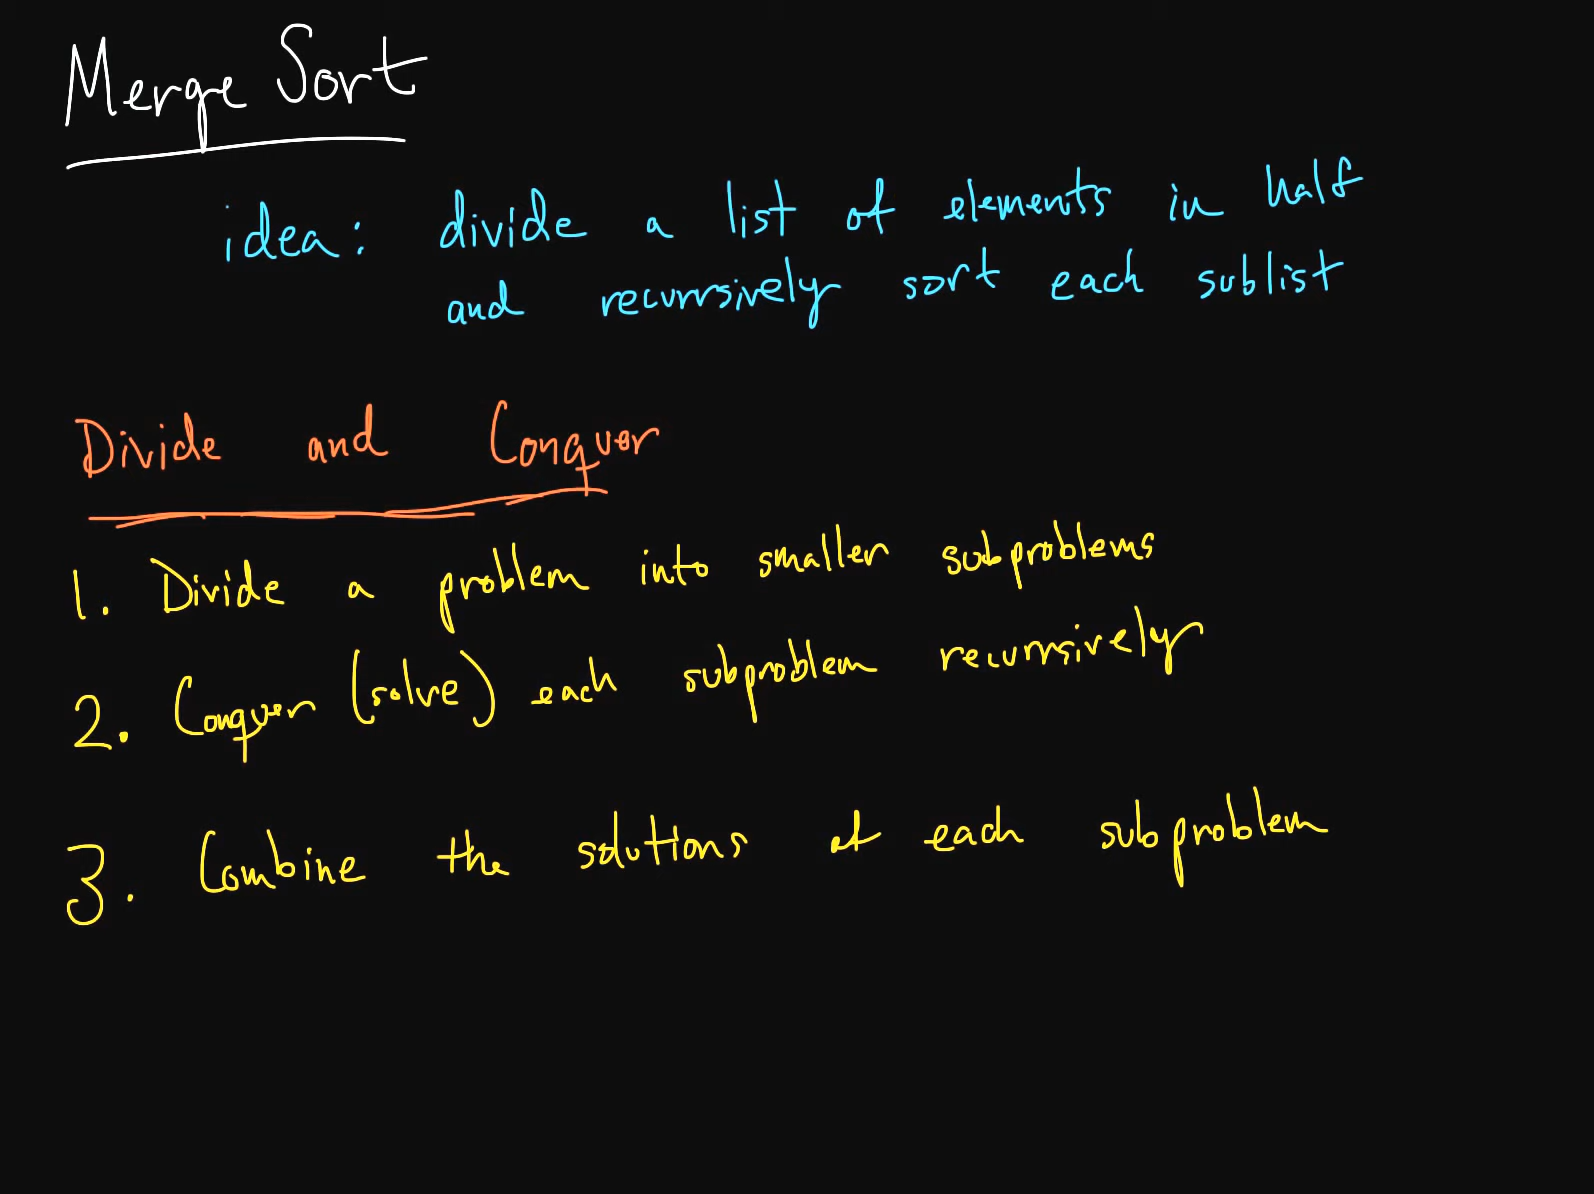 Merge Sort
idea: divide a list of elements in half
and recursively sort each sublist
Divide and Conquer
1. Divide a problem into smaller subproblems
2. Conquer (solve) each subproblem recursively
3. Combine the solutions of each subproblem